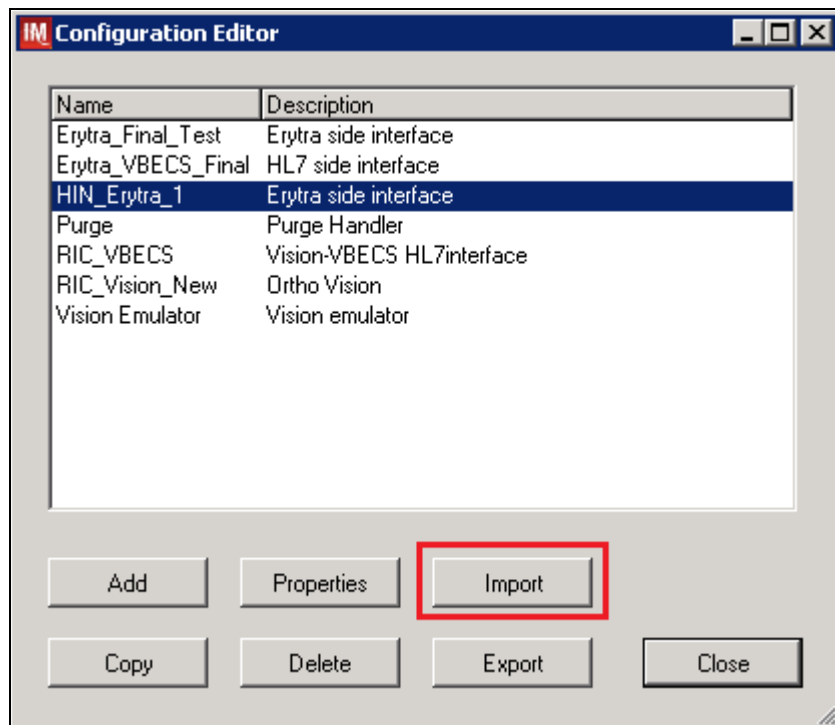 IM Configuration Editor
Name Description
Erytra_Final_Test Erytra side interface
Erytra_VBECS_Final HL7 side interface
HIN_Erytra_1 Erytra side interface
Purge Purge Handler
RIC_VBECS Vision-VBECS HL7interface
RIC_Vision_New Ortho Vision
Vision Emulator Vision emulator
Add Properties Import
Copy Delete Export Close